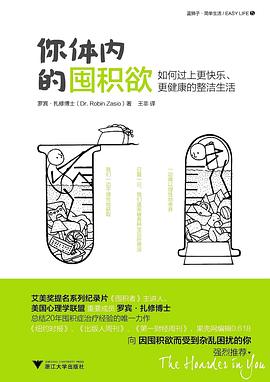 蓝狮子·简单生活 / EASY LIFE
你体内
的囤积欲
如何过上更快乐、
更健康的整洁生活
罗宾·扎修博士（Dr. Robin Zasio）著 / 王菲 译
艾美奖提名系列纪录片《囤积者》主讲人、
美国心理学联盟重要成员 罗宾·扎修博士
总结20年囤积症治疗经验的唯一力作
《纽约时报》、《出版人周刊》、《第一财经周刊》、果壳网编辑0.618
向 因囤积欲而受到杂乱困扰的你
强烈推荐！
The Hoarder in You
浙江大学出版社